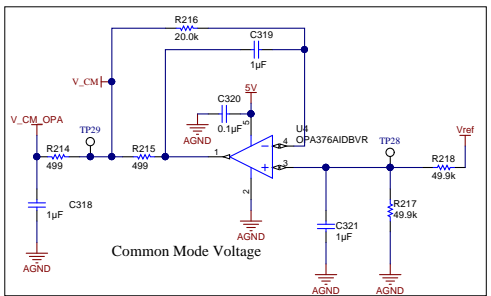 R216
20.0k
C319
1µF
V_CM
5V
C320
0.1µF
AGND
U4
OPA376AIDBVR
V_CM_OPA
R214
499
TP29
R215
499
1
5
4
3
2
TP28
Vref
R218
49.9k
R217
49.9k
C318
1µF
C321
1µF
AGND
AGND
AGND
AGND
Common Mode Voltage